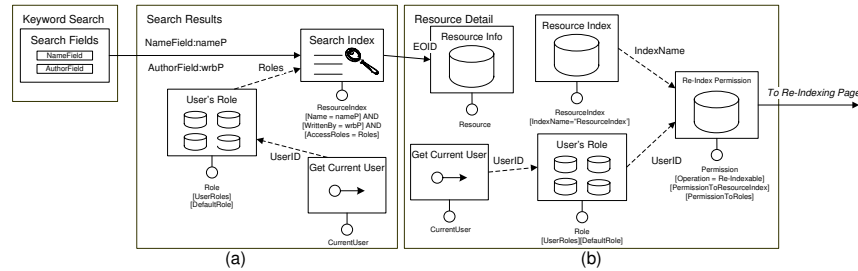 Keyword Search
Search Fields
NameField
AuthorField
Search Results
NameField:nameP
AuthorField:wrbP
Roles
Search Index
ResourceIndex
[Name = nameP] AND
[WrittenBy = wrbP] AND
[AccessRoles = Roles]
User's Role
Role
[UserRoles]
[DefaultRole]
UserID
Get Current User
CurrentUser
(a)
Resource Detail
EOID
Resource Info
Resource
Resource Index
ResourceIndex
[IndexName="ResourceIndex"]
IndexName
Get Current User
CurrentUser
UserID
User's Role
Role
[UserRoles][DefaultRole]
UserID
Re-Index Permission
Permission
[Operation = Re-Indexable]
[PermissionToResourceIndex]
[PermissionToRoles]
To Re-Indexing Page
(b)